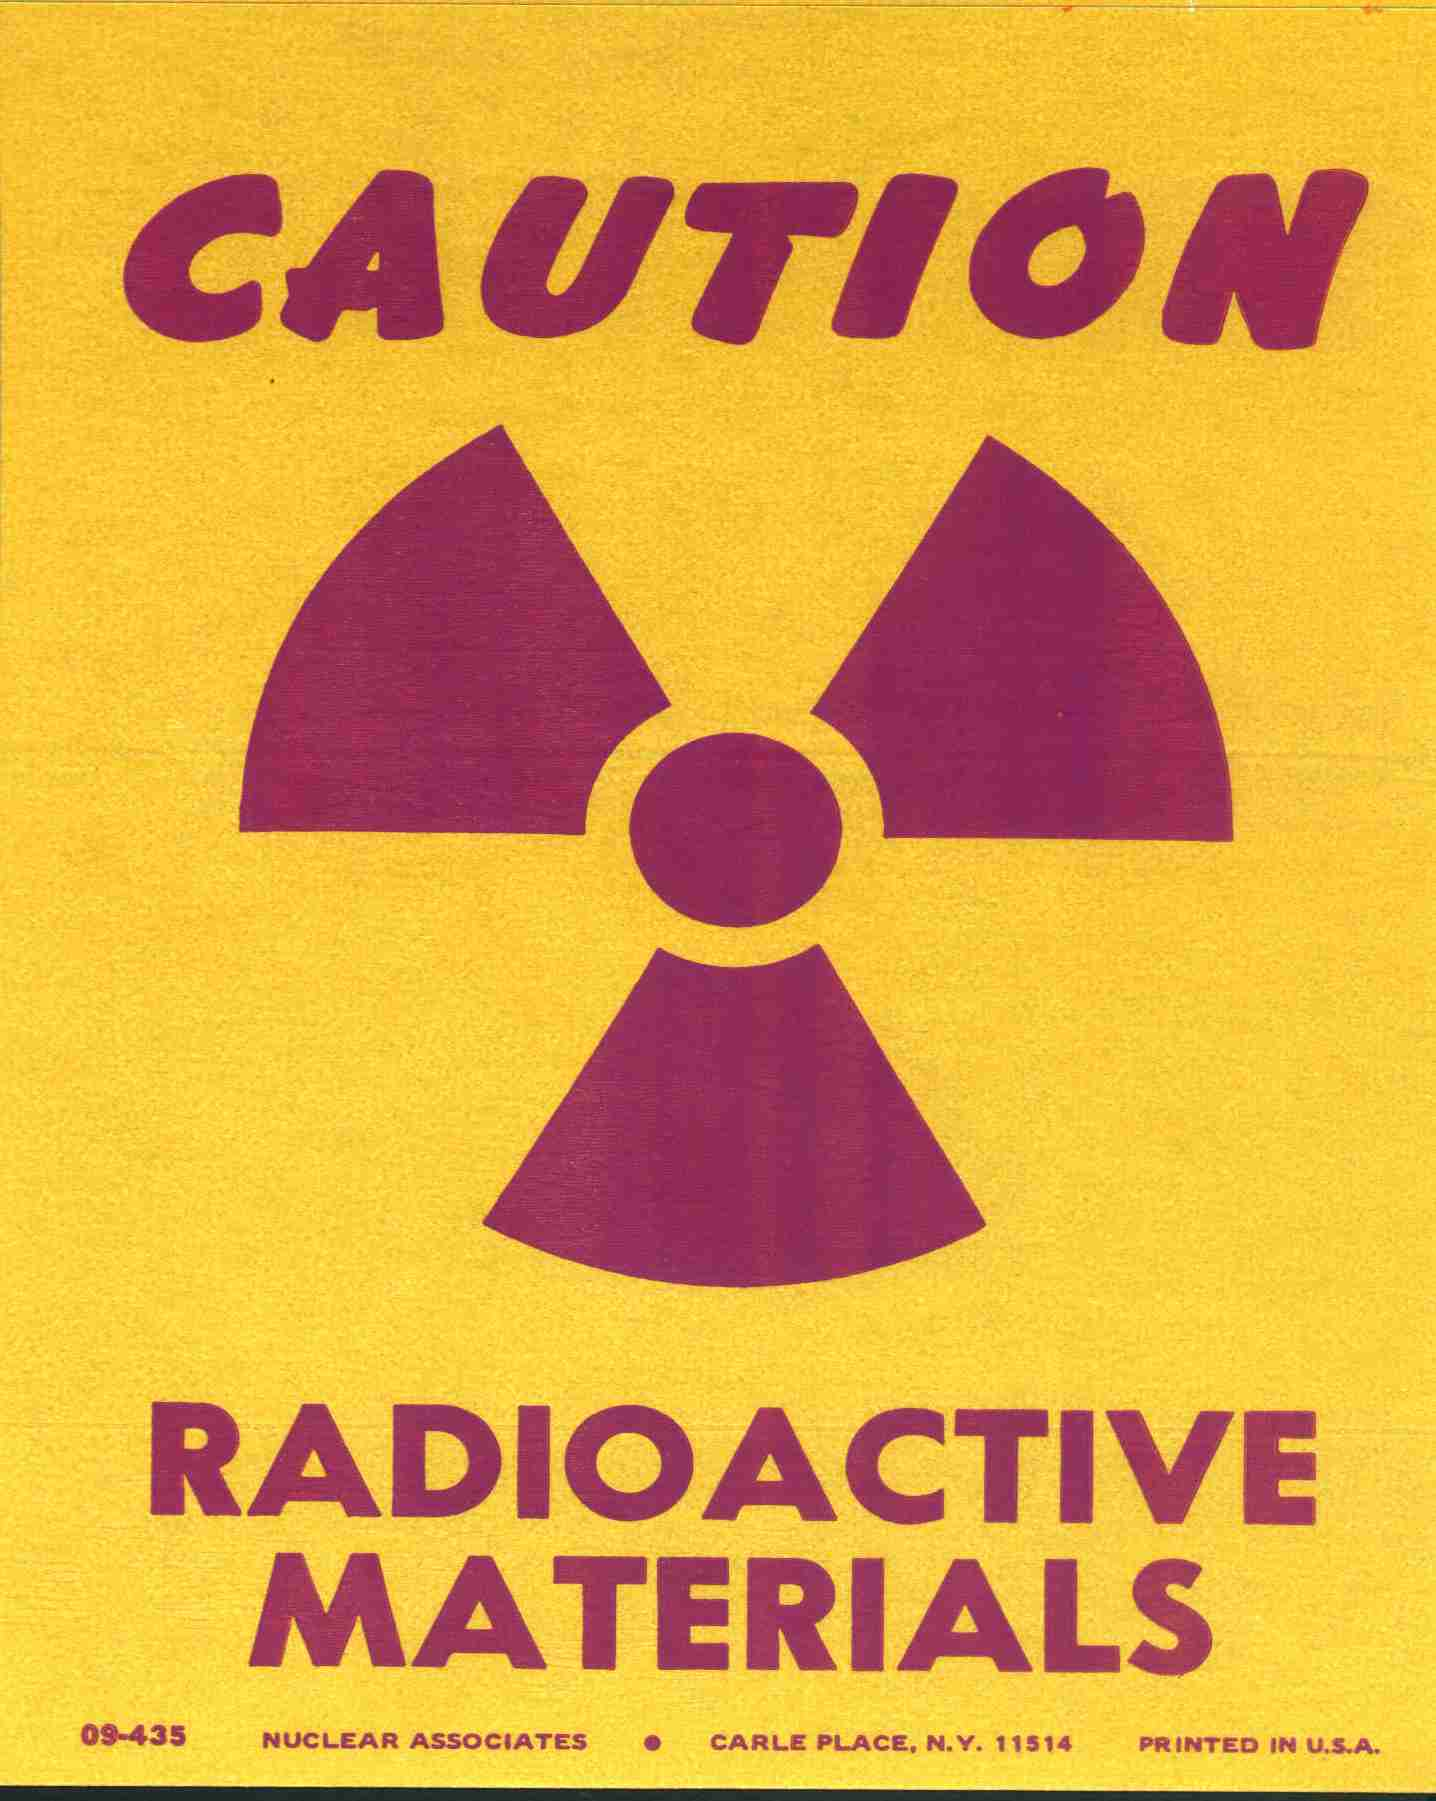 CAUTION
RADIOACTIVE
MATERIALS
09-435 NUCLEAR ASSOCIATES ● CARLE PLACE, N.Y. 11514 PRINTED IN U.S.A.